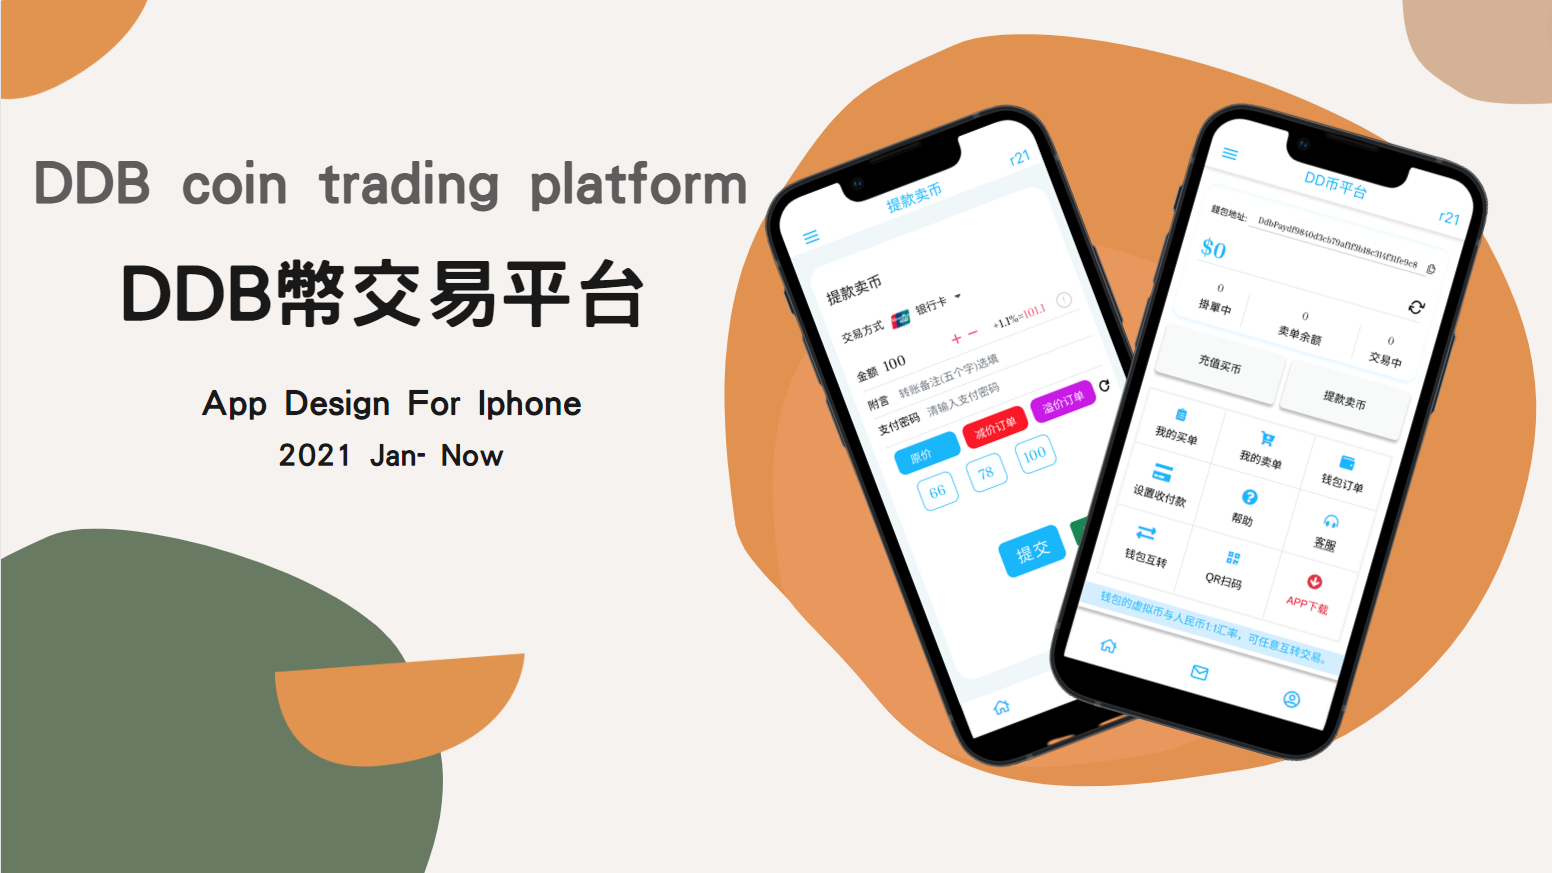 DDB coin trading platform
DDB幣交易平台
App Design For Iphone
2021 Jan- Now
r21
提款卖币
提款卖币
交易方式 银行卡
金额 100 +1.1%=101.1
附言 转账备注(五个字)选填
支付密码 请输入支付密码
原价 减价订单 溢价订单
66 78 100
提交
DD币平台
r21
錢包地址: DdbPaydf9840d3cb79af1f3b18c314f31fe9c8
$0
0 0 0
掛單中 卖单余额 交易中
充值买币 提款卖币
我的买单 我的卖单 钱包订单
设置收付款 帮助 客服
钱包互转 QR扫码 APP下载
钱包的虚拟币与人民币1:1汇率，可任意互转交易。